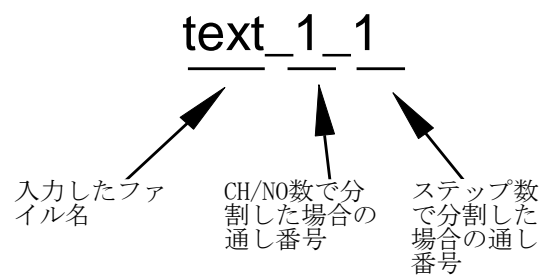 text_1_1
入力したファ
イル名
CH/NO数で分
割した場合の
通し番号
ステップ数
で分割した
場合の通し
番号